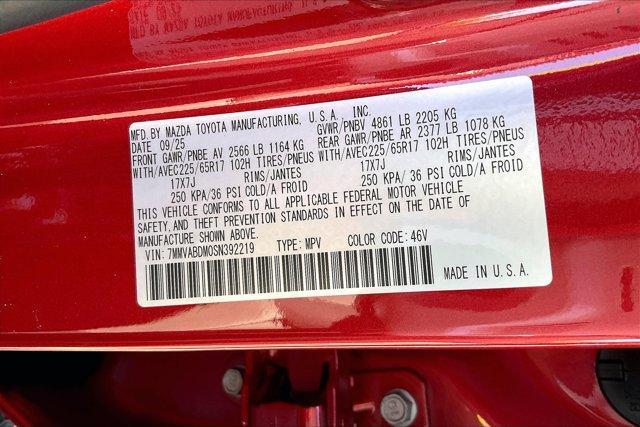 MFD. BY MAZDA TOYOTA MANUFACTURING, U.S.A., INC.
DATE 09/25 GVWR/PNBV 4861 LB 2205 KG
FRONT GAWR/PNBE AV 2566 LB 1164 KG REAR GAWR/PNBE AR 2377 LB 1078 KG
WITH/AVEC225/65R17 102H TIRES/PNEUS WITH/AVEC225/65R17 102H TIRES/PNEUS
17X7J RIMS/JANTES 17X7J RIMS/JANTES
250 KPA/36 PSI COLD/A FROID 250 KPA/36 PSI COLD/A FROID
THIS VEHICLE CONFORMS TO ALL APPLICABLE FEDERAL MOTOR VEHICLE
SAFETY,AND THEFT PREVENTION STANDARDS IN EFFECT ON THE DATE OF
MANUFACTURE SHOWN ABOVE.
VIN: 7MMVABDM0SN392219 TYPE: MPV COLOR CODE: 46V
MADE IN U.S.A.